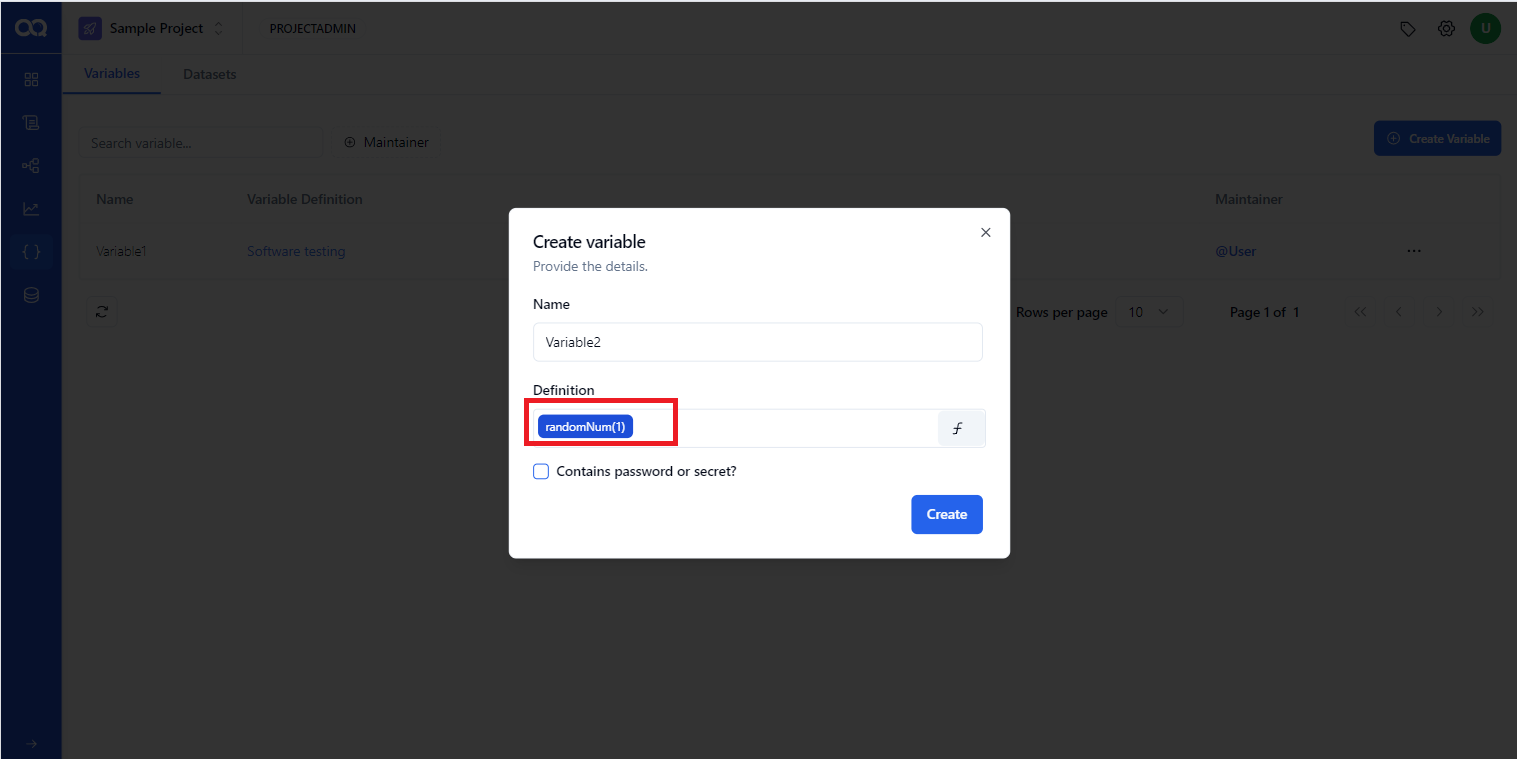 Sample Project
PROJECTADMIN
U
Variables
Datasets
Search variable...
Maintainer
Create Variable
Name
Variable Definition
Maintainer
Variable1
Software testing
@User
...
Rows per page
10
Page 1 of 1
Create variable
Provide the details.
Name
Variable2
Definition
randomNum(1)
Contains password or secret?
Create